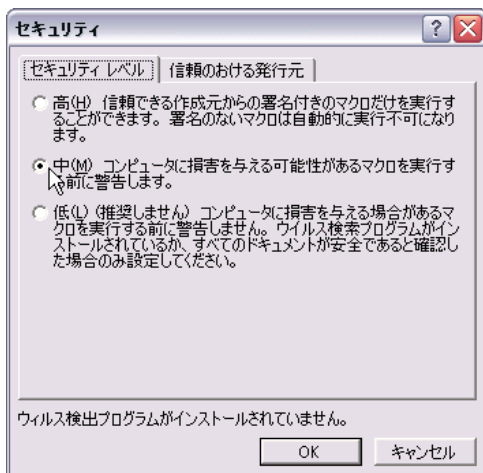 セキュリティ
セキュリティ レベル
信頼のおける発行元
高(H) 信頼できる作成元からの署名付きのマクロだけを実行す
ることができます。署名のないマクロは自動的に実行不可になり
ます。
中(M) コンピュータに損害を与える可能性があるマクロを実行す
る前に警告します。
低(L) (推奨しません) コンピュータに損害を与える場合があるマ
クロを実行する前に警告しません。ウイルス検索プログラムがイン
ストールされているか、すべてのドキュメントが安全であると確認し
た場合のみ設定してください。
ウィルス検出プログラムがインストールされていません。
OK
キャンセル